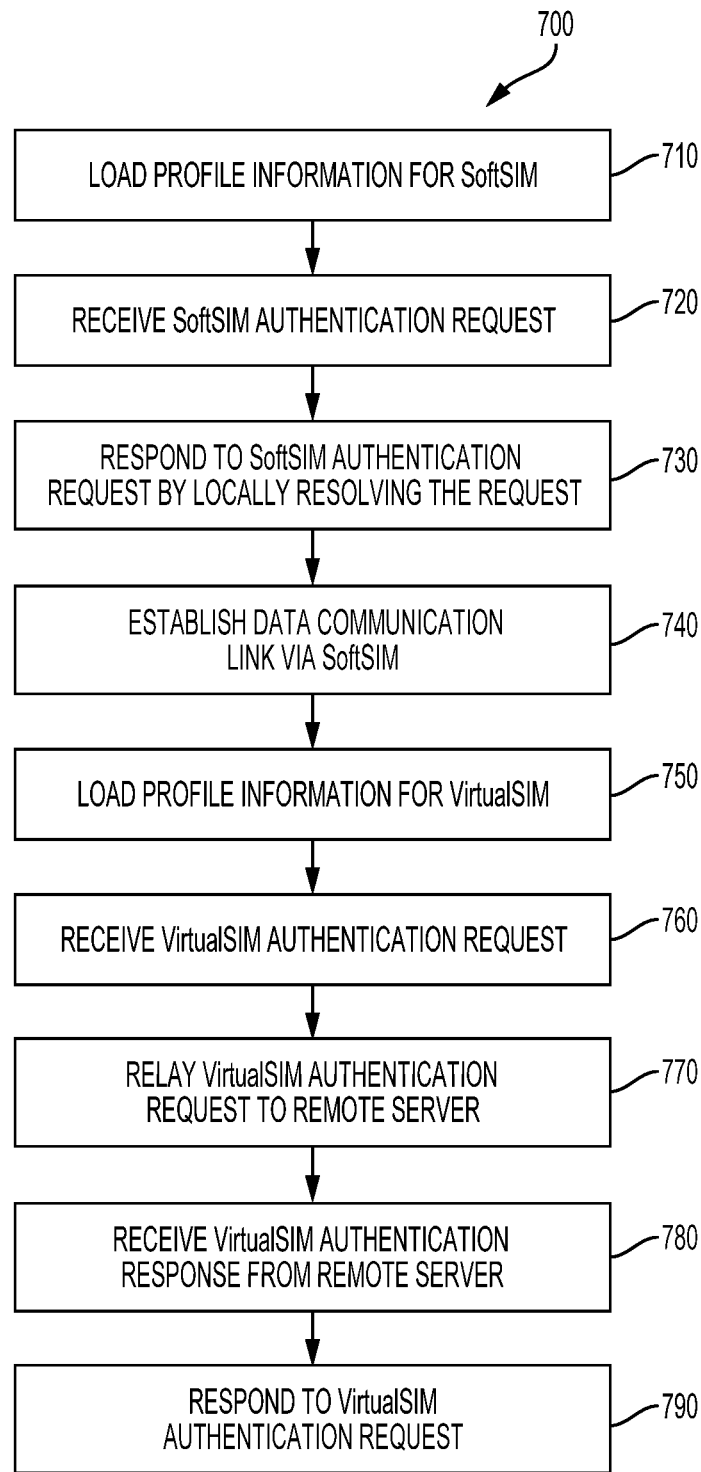 700
LOAD PROFILE INFORMATION FOR SoftSIM
710
RECEIVE SoftSIM AUTHENTICATION REQUEST
720
RESPOND TO SoftSIM AUTHENTICATION
REQUEST BY LOCALLY RESOLVING THE REQUEST
730
ESTABLISH DATA COMMUNICATION
LINK VIA SoftSIM
740
LOAD PROFILE INFORMATION FOR VirtualSIM
750
RECEIVE VirtualSIM AUTHENTICATION REQUEST
760
RELAY VirtualSIM AUTHENTICATION
REQUEST TO REMOTE SERVER
770
RECEIVE VirtualSIM AUTHENTICATION
RESPONSE FROM REMOTE SERVER
780
RESPOND TO VirtualSIM
AUTHENTICATION REQUEST
790